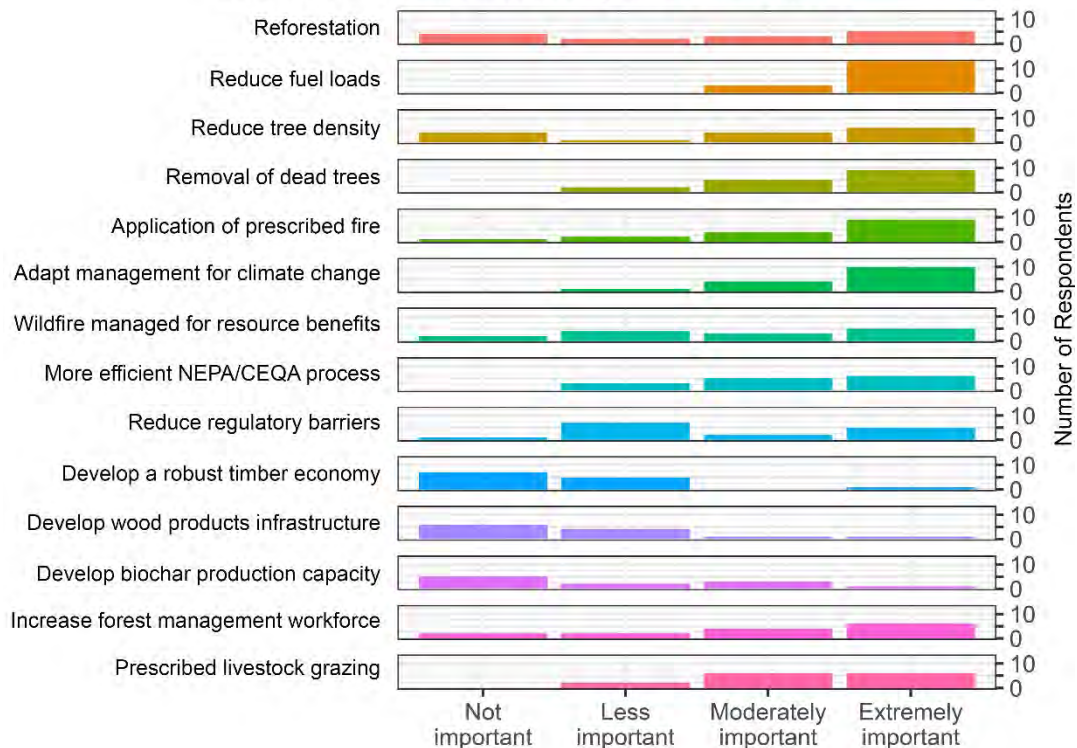 Reforestation
10
0
Reduce fuel loads
10
0
Reduce tree density
10
0
Removal of dead trees
10
0
Application of prescribed fire
10
0
Adapt management for climate change
10
0
Wildfire managed for resource benefits
10
0
More efficient NEPA/CEQA process
10
0
Reduce regulatory barriers
10
0
Develop a robust timber economy
10
0
Develop wood products infrastructure
10
0
Develop biochar production capacity
10
0
Increase forest management workforce
10
0
Prescribed livestock grazing
10
0
Number of Respondents
Not
important
Less
important
Moderately
important
Extremely
important